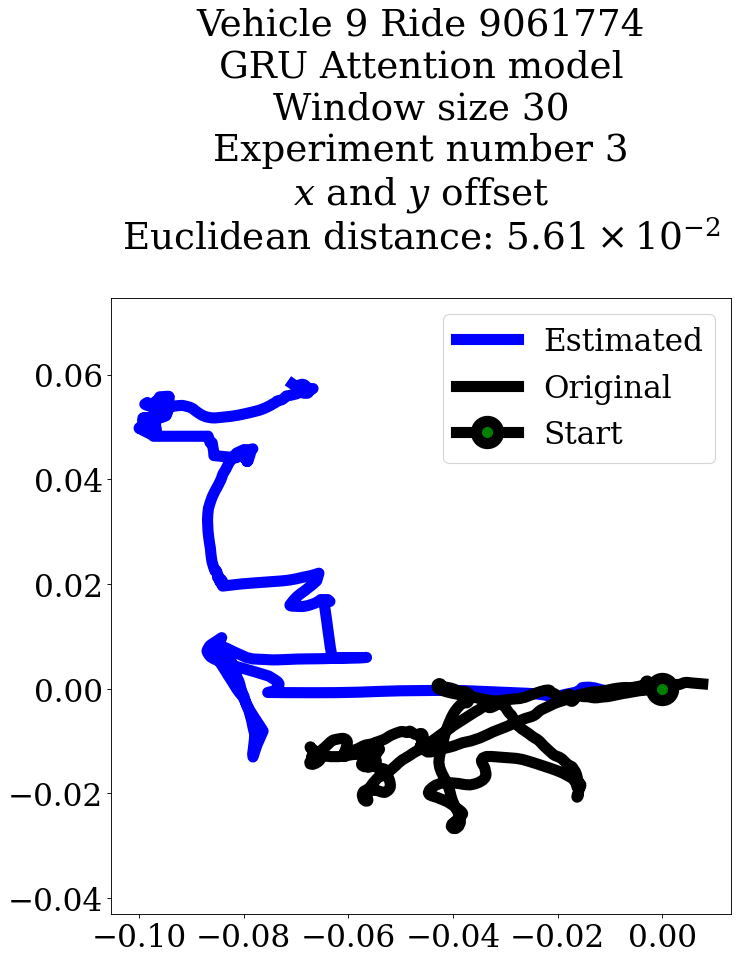 Vehicle 9 Ride 9061774
GRU Attention model
Window size 30
Experiment number 3
x and y offset
Euclidean distance: 5.61 × 10⁻²
Estimated
Original
Start
0.06
0.04
0.02
0.00
−0.02
−0.04
−0.10 −0.08 −0.06 −0.04 −0.02 0.00